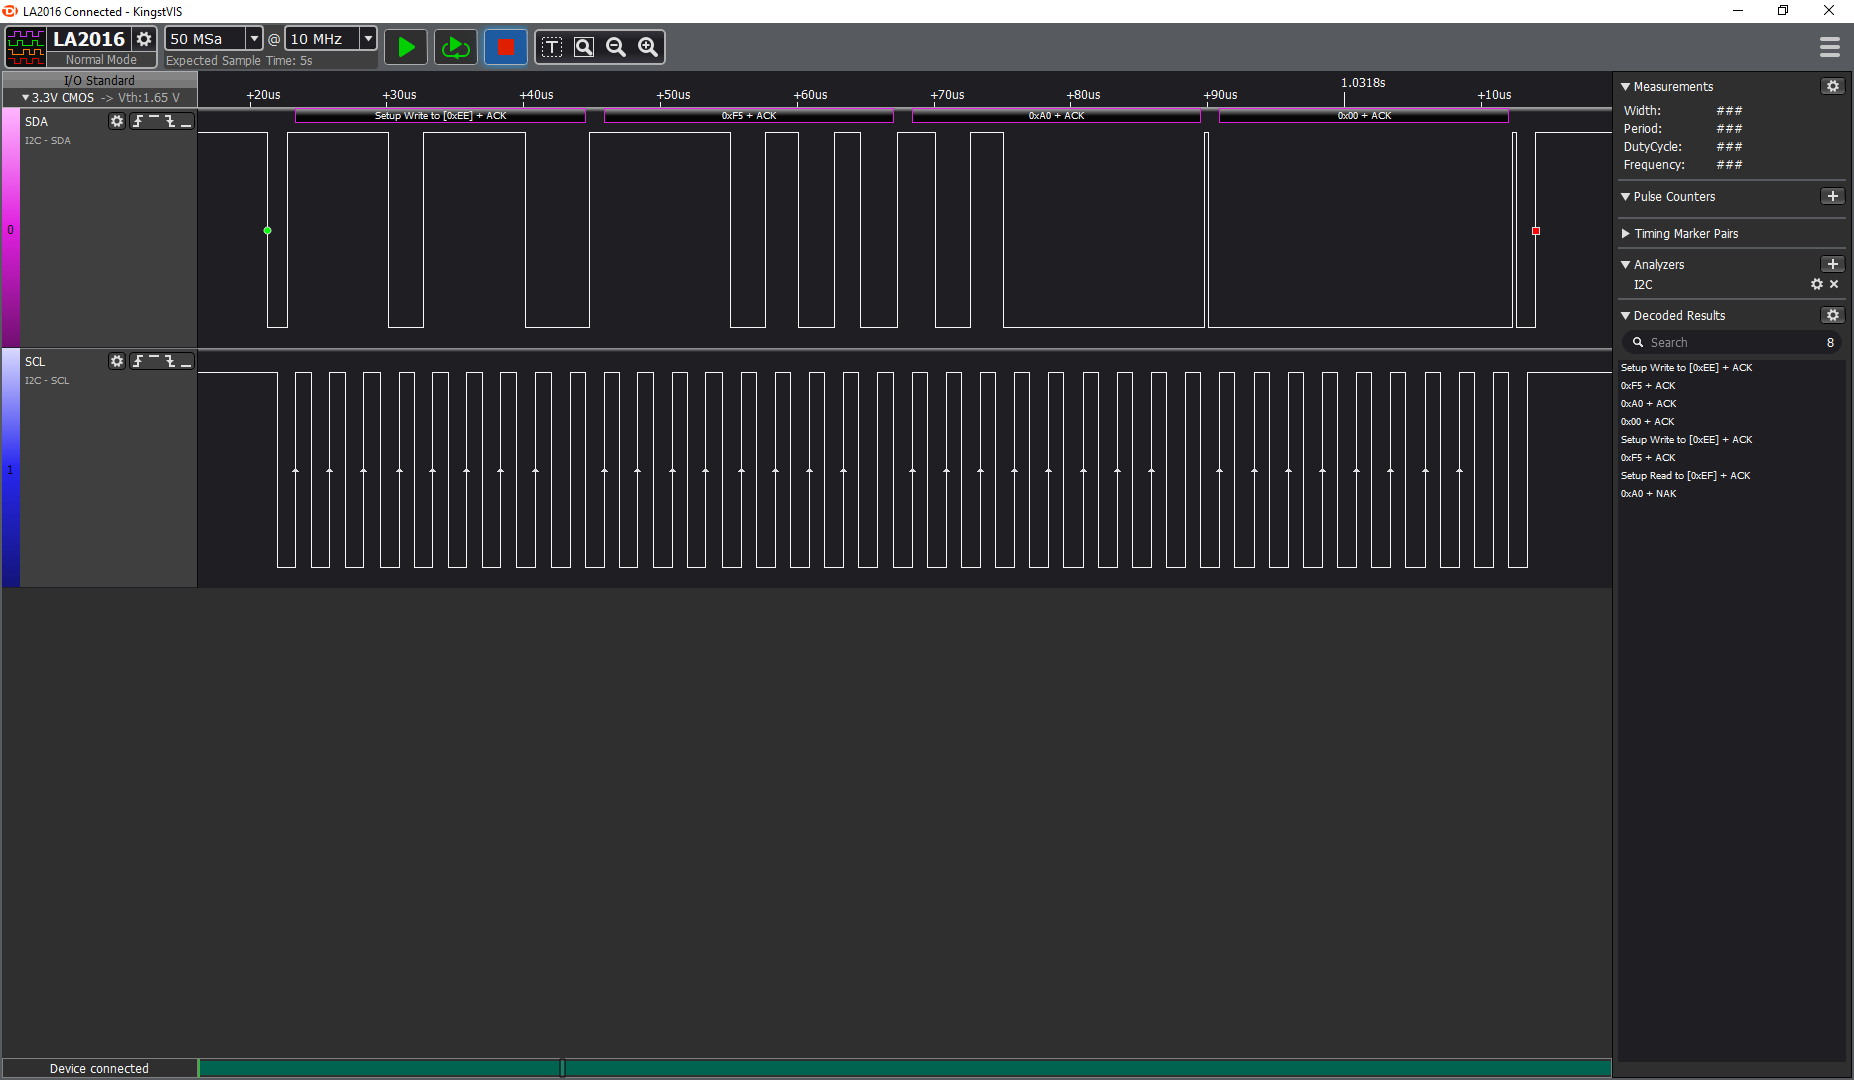 LA2016 Connected - KingstVIS
LA2016
Normal Mode
50 MSa @ 10 MHz
Expected Sample Time: 5s
I/O Standard
3.3V CMOS -> Vth:1.65 V
+20us +30us +40us +50us +60us +70us +80us +90us 1.0318s +10us
0
SDA
I2C - SDA
Setup Write to [0xEE] + ACK 0xF5 + ACK 0xA0 + ACK 0x00 + ACK
1
SCL
I2C - SCL
Measurements
Width: ###
Period: ###
DutyCycle: ###
Frequency: ###
Pulse Counters
Timing Marker Pairs
Analyzers
I2C
Decoded Results
Search 8
Setup Write to [0xEE] + ACK
0xF5 + ACK
0xA0 + ACK
0x00 + ACK
Setup Write to [0xEE] + ACK
0xF5 + ACK
Setup Read to [0xEF] + ACK
0xA0 + NAK
Device connected